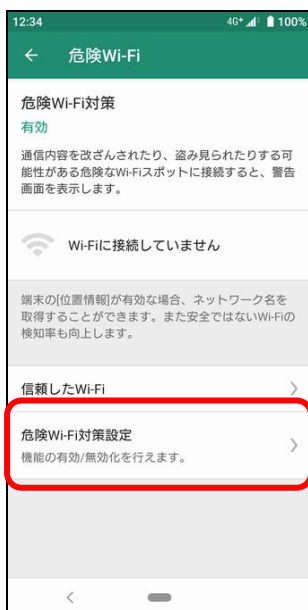 12:34 4G+ 100%
← 危険Wi-Fi
危険Wi-Fi対策
有効
通信内容を改ざんされたり、盗み見られたりする可
能性がある危険なWi-Fiスポットに接続すると、警告
画面を表示します。
Wi-Fiに接続していません
端末の[位置情報]が有効な場合、ネットワーク名を
取得することができます。また安全ではないWi-Fiの
検知率も向上します。
信頼したWi-Fi
危険Wi-Fi対策設定
機能の有効/無効化を行えます。